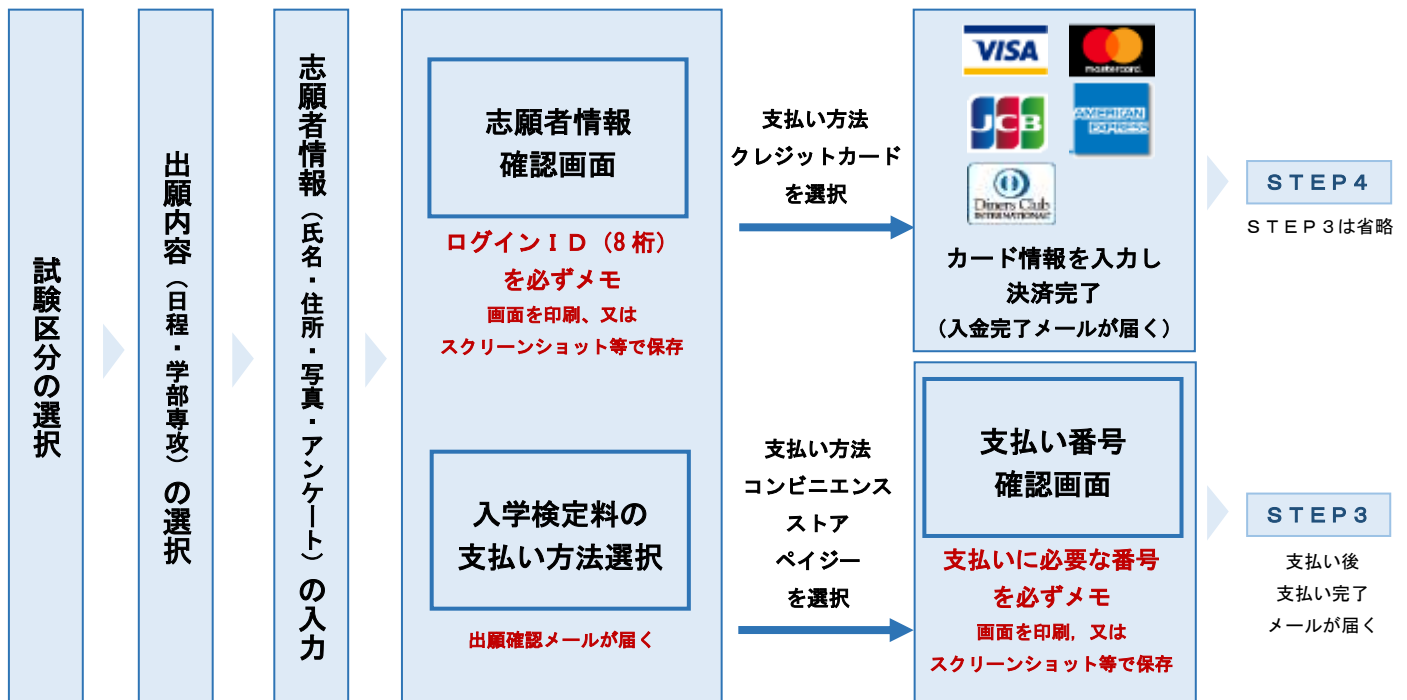 試験区分の選択
出願内容（日程・学部専攻）の選択
志願者情報（氏名・住所・写真・アンケート）の入力
志願者情報
確認画面
ログインＩＤ（8桁）
を必ずメモ
画面を印刷、又は
スクリーンショット等で保存
入学検定料の
支払い方法選択
出願確認メールが届く
支払い方法
クレジットカード
を選択
VISA
mastercard.
JCB
AMERICAN
EXPRESS
Diners Club
INTERNATIONAL
カード情報を入力し
決済完了
（入金完了メールが届く）
ＳＴＥＰ４
ＳＴＥＰ３は省略
支払い方法
コンビニエンス
ストア
ペイジー
を選択
支払い番号
確認画面
支払いに必要な番号
を必ずメモ
画面を印刷，又は
スクリーンショット等で保存
ＳＴＥＰ３
支払い後
支払い完了
メールが届く